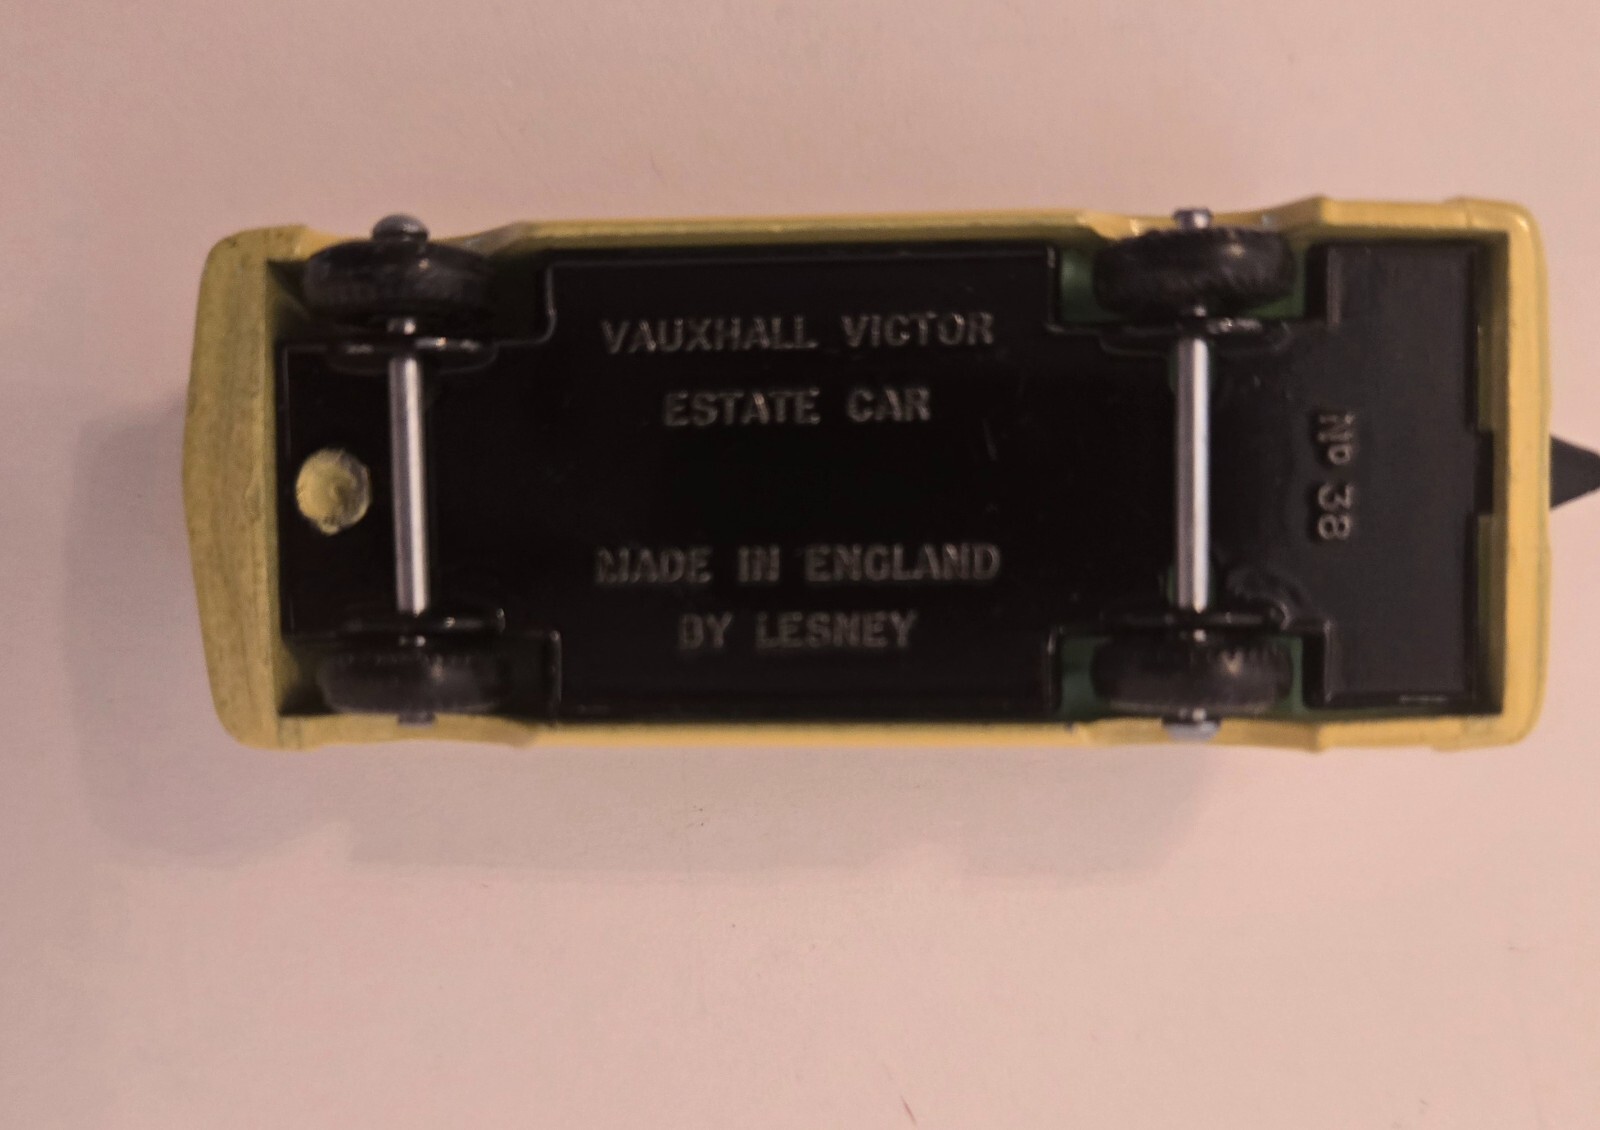 VAUXHALL VICTOR
ESTATE CAR
MADE IN ENGLAND
BY LESNEY
Nº 38